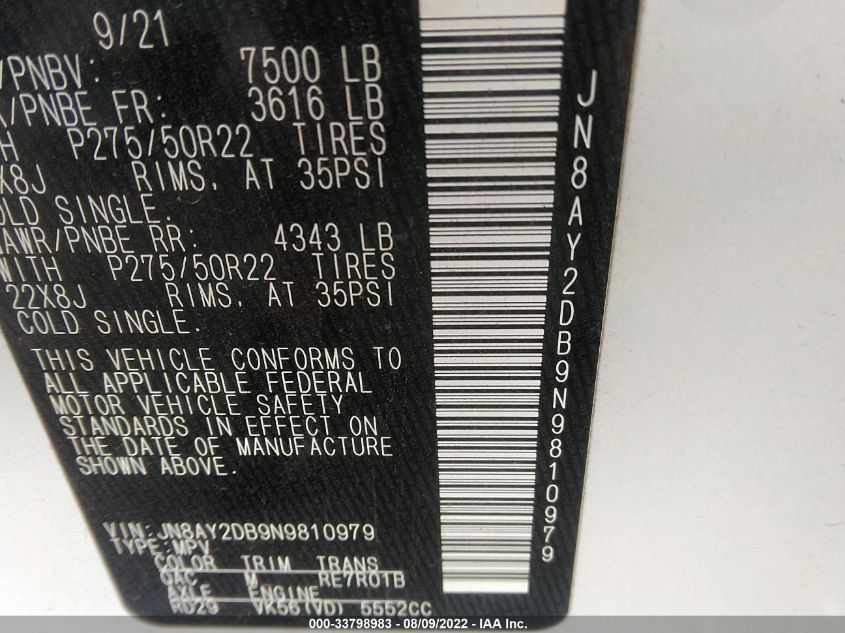 9/21
/PNBV: 7500 LB
R/PNBE FR: 3616 LB
P275/50R22 TIRES
X8J RIMS. AT 35PSI
COLD SINGLE.
AWR/PNBE RR: 4343 LB
WITH P275/50R22 TIRES
22X8J RIMS. AT 35PSI
COLD SINGLE.
THIS VEHICLE CONFORMS TO
ALL APPLICABLE FEDERAL
MOTOR VEHICLE SAFETY
STANDARDS IN EFFECT ON
THE DATE OF MANUFACTURE
SHOWN ABOVE.
VIN:JN8AY2DB9N9810979
TYPE:MPV
COLOR TRIM TRANS
QAC M RE7R01B
AXLE ENGINE
RD29 VK56(VD) 5552CC
JN8AY2DB9N9810979
000-33798983 - 08/09/2022 - IAA Inc.